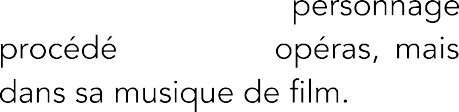 personnage
procédé opéras, mais
dans sa musique de film.